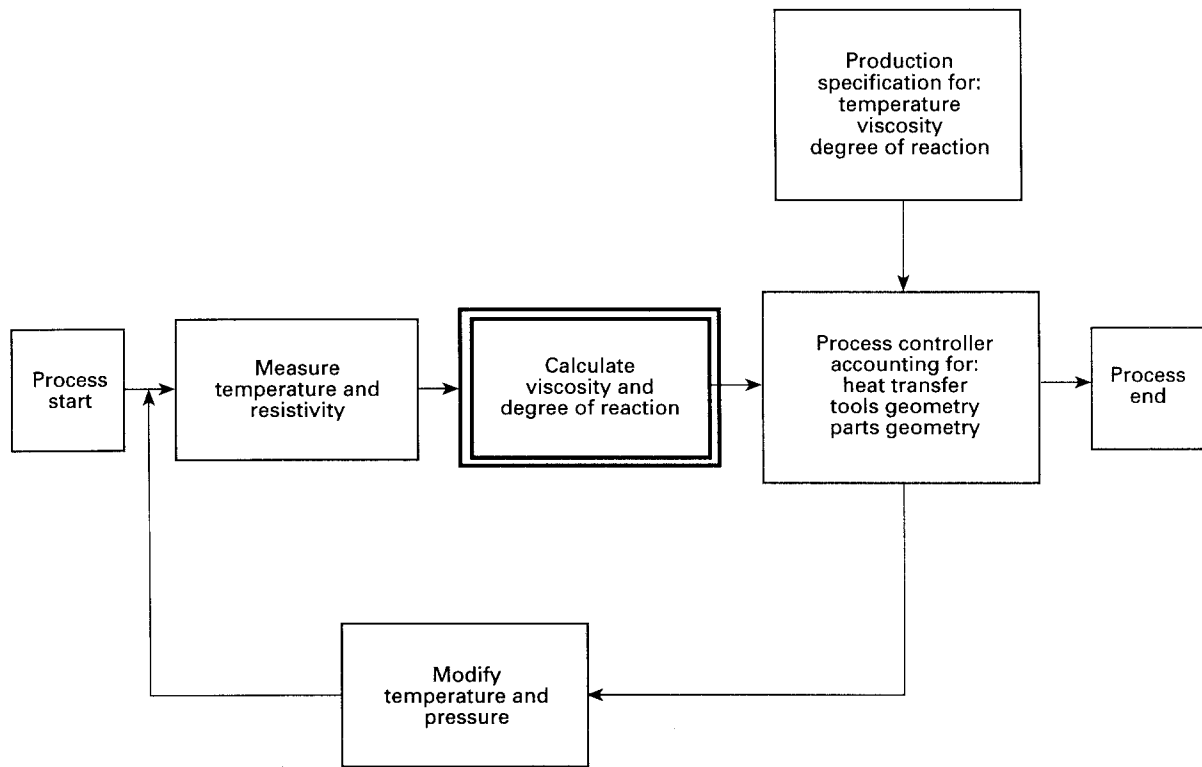 Production
specification for:
temperature
viscosity
degree of reaction
Process
start
Measure
temperature and
resistivity
Calculate
viscosity and
degree of reaction
Process controller
accounting for:
heat transfer
tools geometry
parts geometry
Process
end
Modify
temperature and
pressure